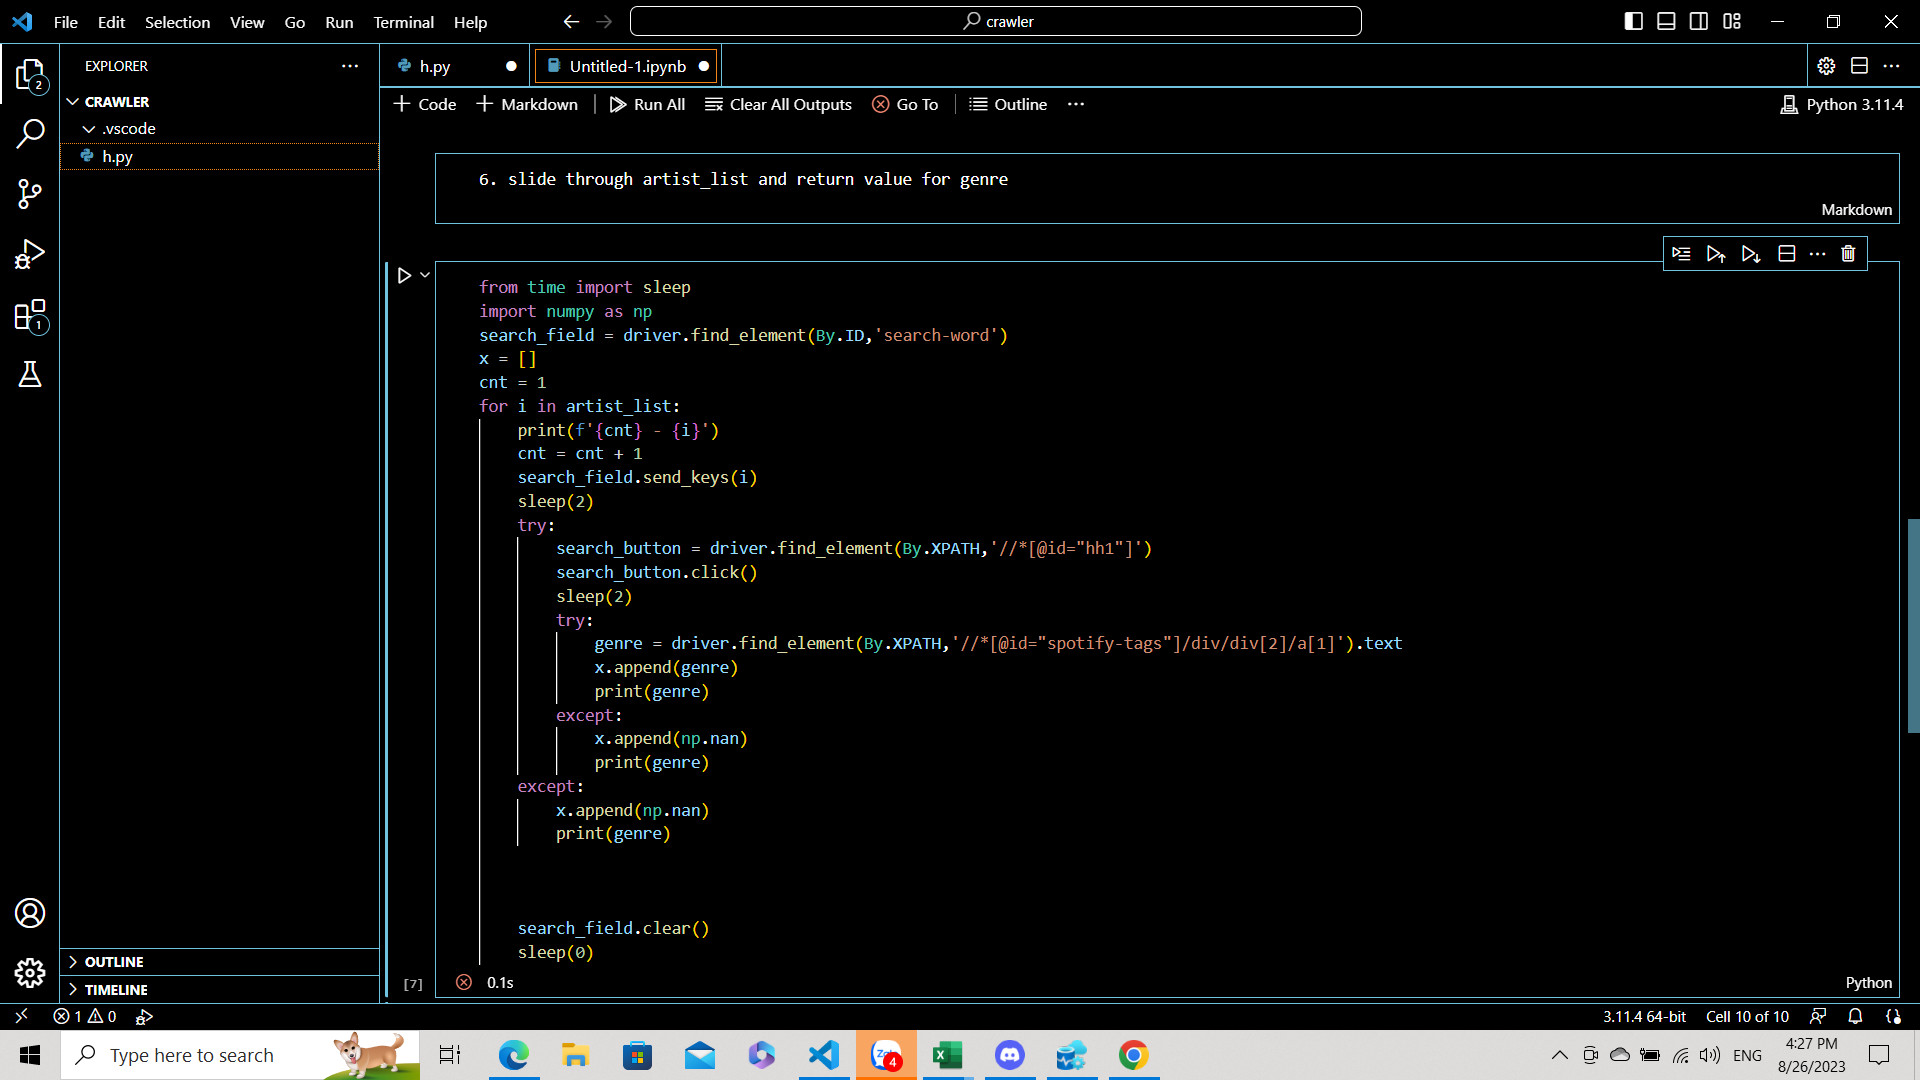 File Edit Selection View Go Run Terminal Help
crawler
EXPLORER
CRAWLER
.vscode
h.py
2
1
OUTLINE
TIMELINE
h.py
Untitled-1.ipynb
Code Markdown Run All Clear All Outputs Go To Outline
Python 3.11.4
6. slide through artist_list and return value for genre
Markdown
from time import sleep
import numpy as np
search_field = driver.find_element(By.ID,'search-word')
x = []
cnt = 1
for i in artist_list:
    print(f'{cnt} - {i}')
    cnt = cnt + 1
    search_field.send_keys(i)
    sleep(2)
    try:
        search_button = driver.find_element(By.XPATH,'//*[@id="hh1"]')
        search_button.click()
        sleep(2)
        try:
            genre = driver.find_element(By.XPATH,'//*[@id="spotify-tags"]/div/div[2]/a[1]').text
            x.append(genre)
            print(genre)
        except:
            x.append(np.nan)
            print(genre)
    except:
        x.append(np.nan)
        print(genre)
    search_field.clear()
    sleep(0)
[7]
0.1s
Python
1 0
3.11.4 64-bit
Cell 10 of 10
Type here to search
4
ENG
4:27 PM
8/26/2023